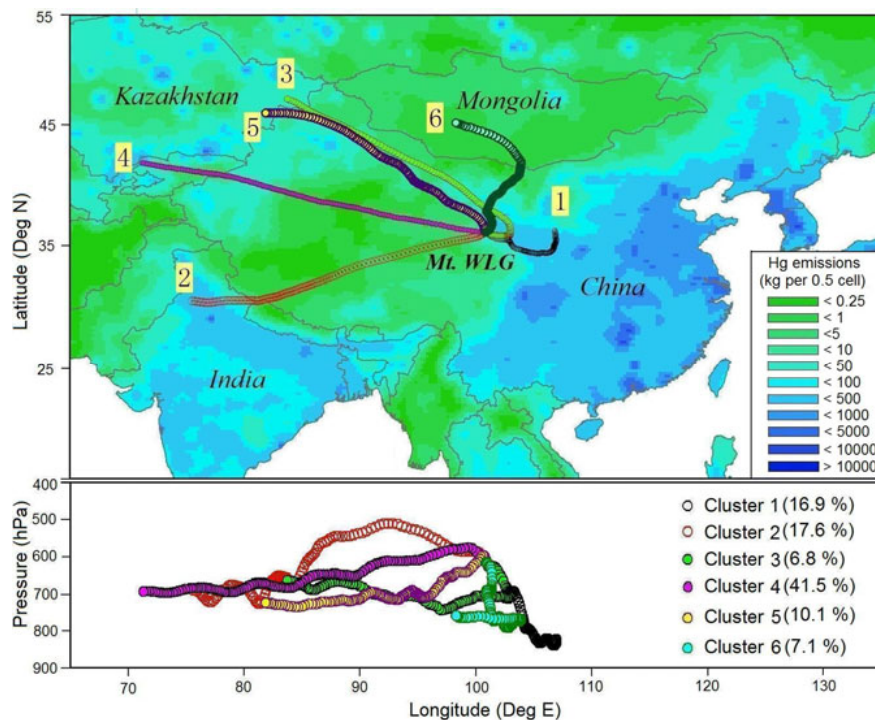 55
45
35
25
Latitude (Deg N)
3
Kazakhstan
6
Mongolia
5
4
1
Mt. WLG
2
China
India
Hg emissions
(kg per 0.5 cell)
< 0.25
< 1
<5
< 10
< 50
< 100
< 500
< 1000
< 5000
< 10000
> 10000
400
500
600
700
800
900
Pressure (hPa)
Cluster 1 (16.9 %)
Cluster 2 (17.6 %)
Cluster 3 (6.8 %)
Cluster 4 (41.5 %)
Cluster 5 (10.1 %)
Cluster 6 (7.1 %)
70 80 90 100 110 120 130
Longitude (Deg E)